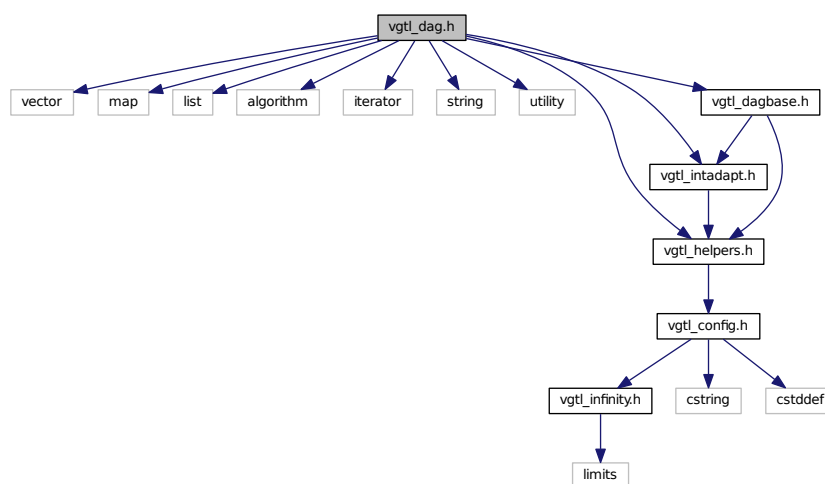 vgtl_dag.h
vector
map
list
algorithm
iterator
string
utility
vgtl_dagbase.h
vgtl_intadapt.h
vgtl_helpers.h
vgtl_config.h
vgtl_infinity.h
cstring
cstddef
limits